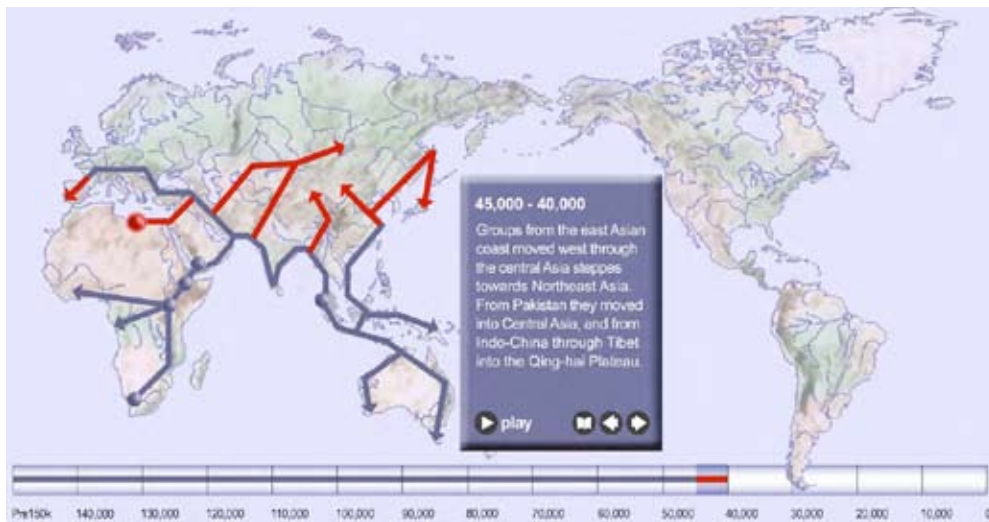 45,000 - 40,000
Groups from the east Asian
coast moved west through
the central Asia steppes
towards Northeast Asia.
From Pakistan they moved
into Central Asia, and from
Indo-China through Tibet
into the Qing-hai Plateau.
play
Pre150k 140,000 130,000 120,000 110,000 100,000 90,000 80,000 70,000 60,000 50,000 40,000 30,000 20,000 10,000 0